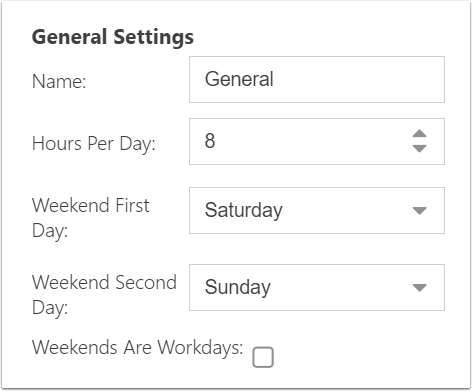 General Settings
Name: General
Hours Per Day: 8
Weekend First
Day: Saturday
Weekend Second
Day: Sunday
Weekends Are Workdays: